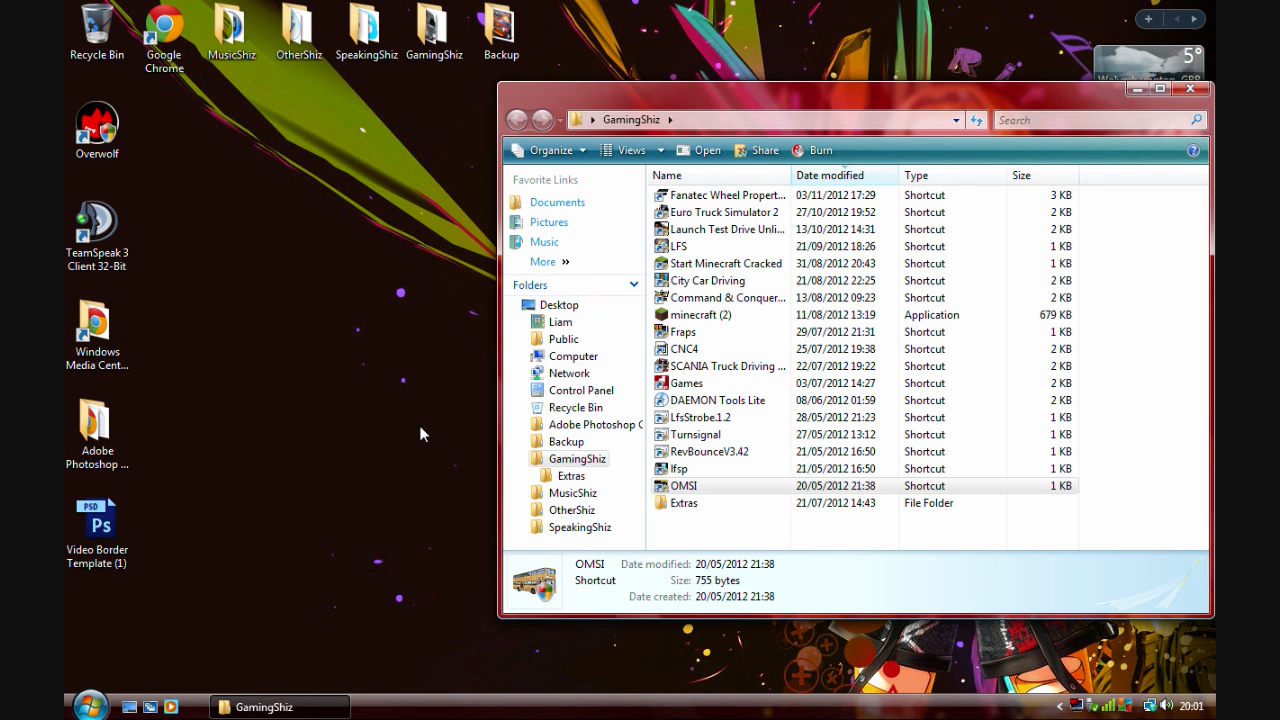 Recycle Bin
Google Chrome
MusicShiz
OtherShiz
SpeakingShiz
GamingShiz
Backup
Overwolf
TeamSpeak 3 Client 32-Bit
Windows Media Cent...
Adobe Photoshop ...
PSD
Ps
Video Border Template (1)
5°
GamingShiz
Search
Organize
Views
Open
Share
Burn
Favorite Links
Documents
Pictures
Music
More »
Folders
Desktop
Liam
Public
Computer
Network
Control Panel
Recycle Bin
Adobe Photoshop C
Backup
GamingShiz
Extras
MusicShiz
OtherShiz
SpeakingShiz
Name Date modified Type Size
Fanatec Wheel Propert... 03/11/2012 17:29 Shortcut 3 KB
Euro Truck Simulator 2 27/10/2012 19:52 Shortcut 2 KB
Launch Test Drive Unli... 13/10/2012 14:31 Shortcut 2 KB
LFS 21/09/2012 18:26 Shortcut 1 KB
Start Minecraft Cracked 31/08/2012 20:43 Shortcut 1 KB
City Car Driving 21/08/2012 22:25 Shortcut 2 KB
Command & Conquer... 13/08/2012 09:23 Shortcut 2 KB
minecraft (2) 11/08/2012 13:19 Application 679 KB
Fraps 29/07/2012 21:31 Shortcut 1 KB
CNC4 25/07/2012 19:38 Shortcut 2 KB
SCANIA Truck Driving ... 22/07/2012 19:22 Shortcut 2 KB
Games 03/07/2012 14:27 Shortcut 2 KB
DAEMON Tools Lite 08/06/2012 01:59 Shortcut 2 KB
LfsStrobe.1.2 28/05/2012 21:23 Shortcut 1 KB
Turnsignal 27/05/2012 13:12 Shortcut 1 KB
RevBounceV3.42 21/05/2012 16:50 Shortcut 1 KB
lfsp 21/05/2012 16:50 Shortcut 1 KB
OMSI 20/05/2012 21:38 Shortcut 1 KB
Extras 21/07/2012 14:43 File Folder
OMSI Date modified: 20/05/2012 21:38
Shortcut Size: 755 bytes
Date created: 20/05/2012 21:38
GamingShiz
20:01